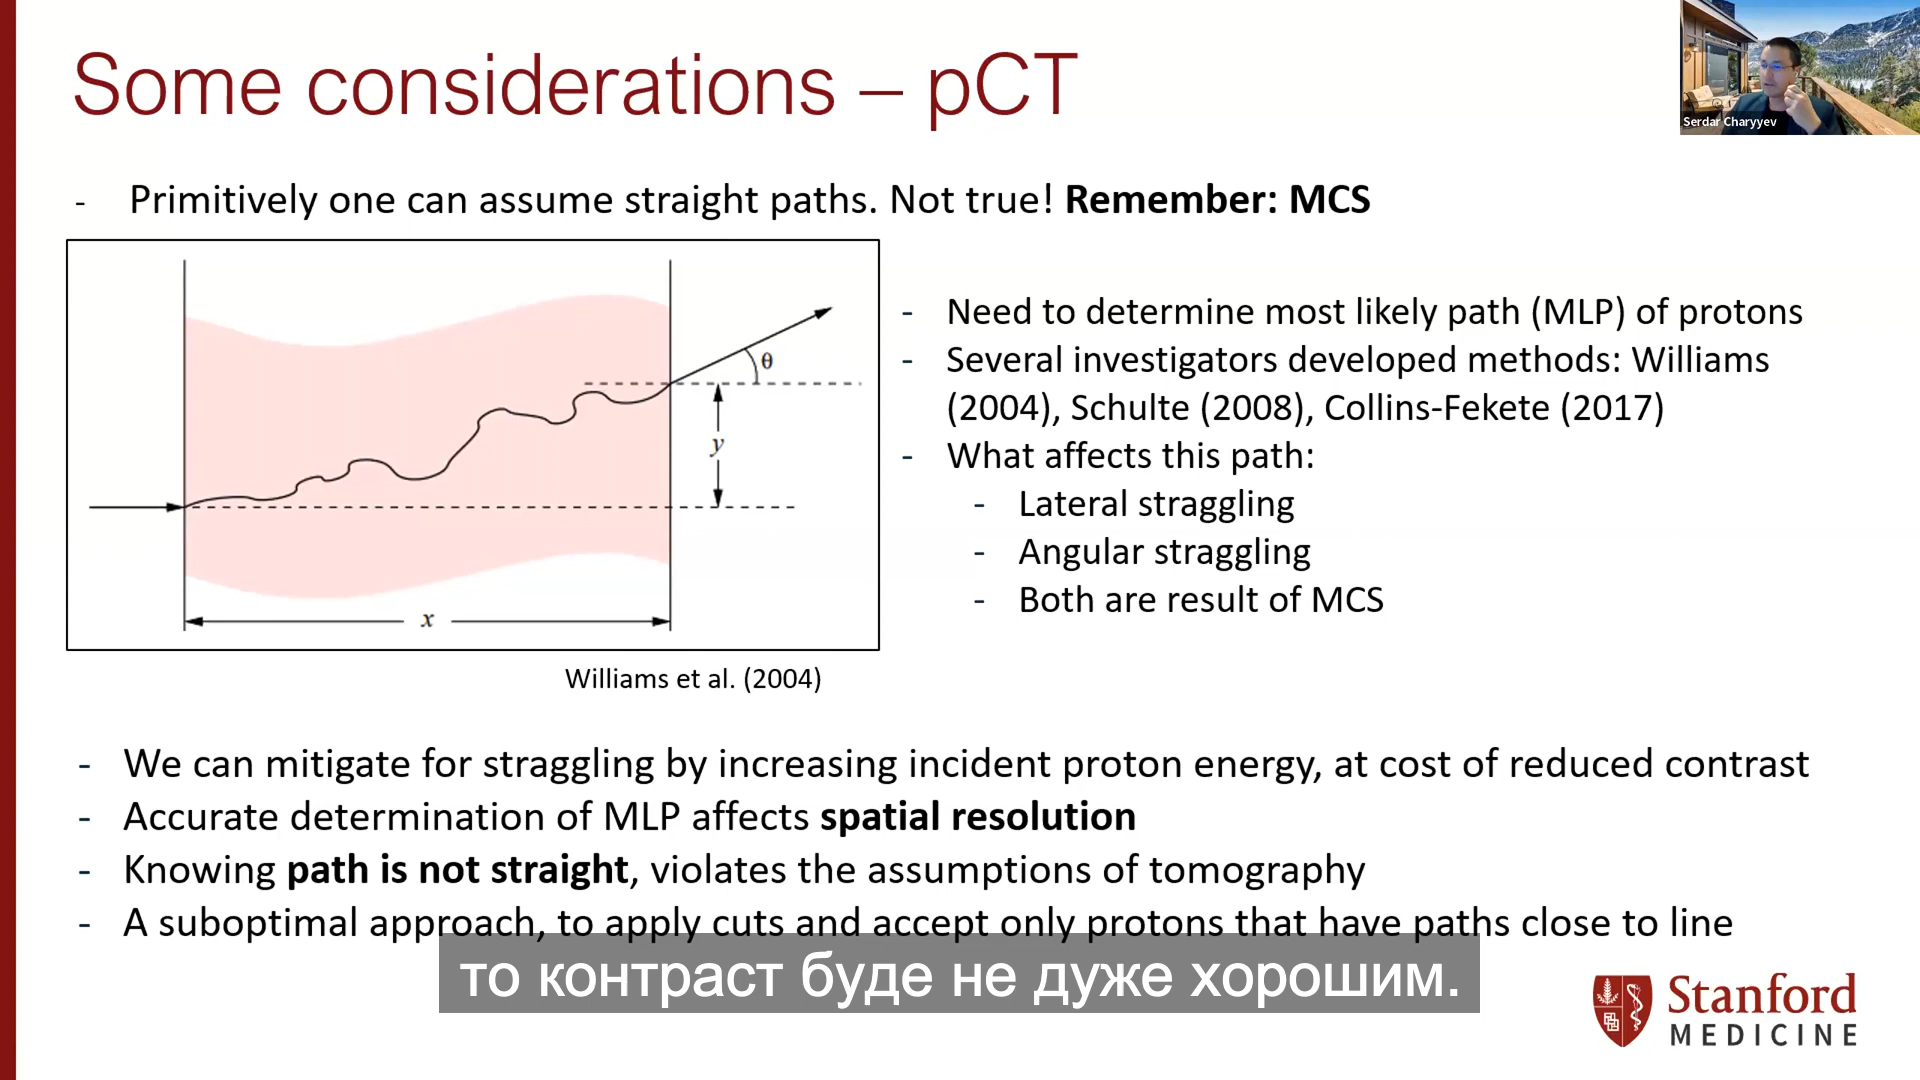 Some considerations – pCT
Serdar Charyyev
- Primitively one can assume straight paths. Not true! Remember: MCS
θ
y
x
Williams et al. (2004)
- Need to determine most likely path (MLP) of protons
- Several investigators developed methods: Williams
(2004), Schulte (2008), Collins-Fekete (2017)
- What affects this path:
- Lateral straggling
- Angular straggling
- Both are result of MCS
- We can mitigate for straggling by increasing incident proton energy, at cost of reduced contrast
- Accurate determination of MLP affects spatial resolution
- Knowing path is not straight, violates the assumptions of tomography
- A suboptimal approach, to apply cuts and accept only protons that have paths close to line
то контраст буде не дуже хорошим.
Stanford
MEDICINE